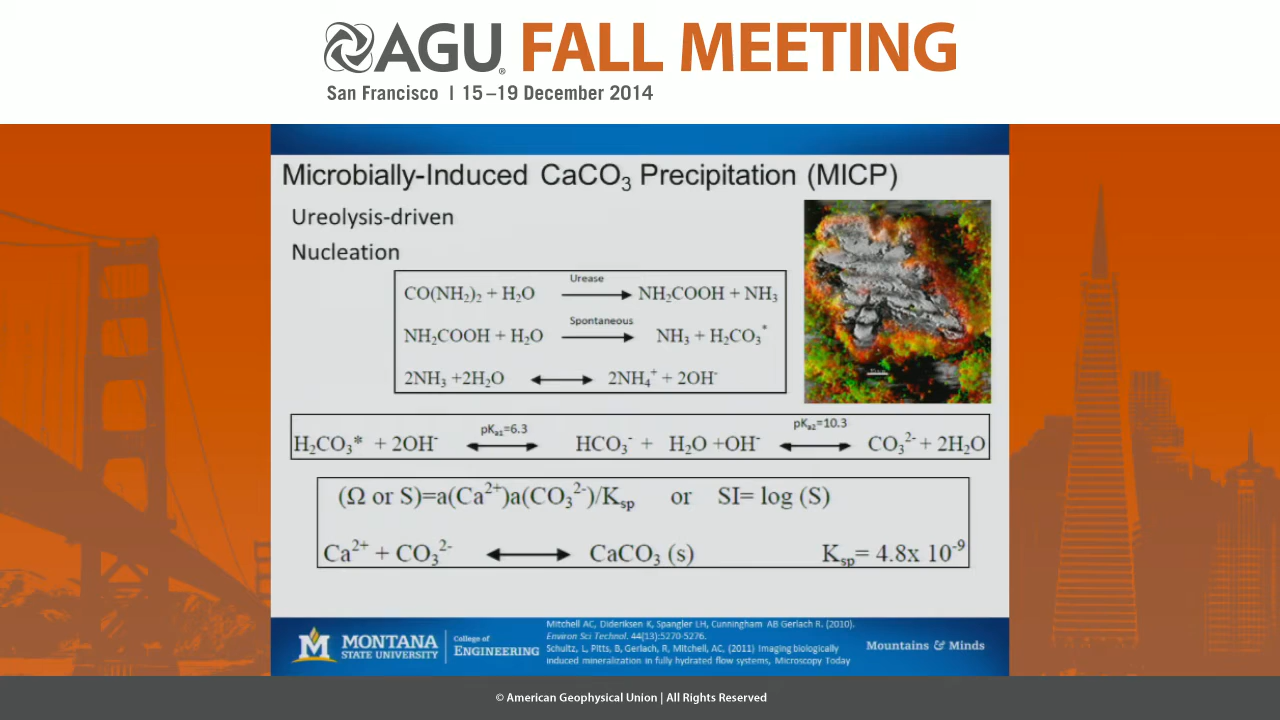 AGU® FALL MEETING
San Francisco | 15–19 December 2014
Microbially-Induced CaCO₃ Precipitation (MICP)
Ureolysis-driven
Nucleation
Urease
CO(NH₂)₂ + H₂O ⟶ NH₂COOH + NH₃
Spontaneous
NH₂COOH + H₂O ⟶ NH₃ + H₂CO₃*
2NH₃ +2H₂O ⟷ 2NH₄⁺ + 2OH⁻
pKₐ₁=6.3 pKₐ₂=10.3
H₂CO₃* + 2OH⁻ ⟷ HCO₃⁻ + H₂O +OH⁻ ⟷ CO₃²⁻ + 2H₂O
(Ω or S)=a(Ca²⁺)a(CO₃²⁻)/Kₛₚ or SI= log (S)
Ca²⁺ + CO₃²⁻ ⟷ CaCO₃ (s) Kₛₚ= 4.8x 10⁻⁹
M MONTANA
STATE UNIVERSITY
College of
ENGINEERING
Mitchell AC, Dideriksen K, Spangler LH, Cunningham AB Gerlach R. (2010).
Environ Sci Technol. 44(13):5270-5276.
Schultz, L, Pitts, B, Gerlach, R, Mitchell, AC, (2011) Imaging biologically
induced mineralization in fully hydrated flow systems, Microscopy Today
Mountains & Minds
© American Geophysical Union | All Rights Reserved